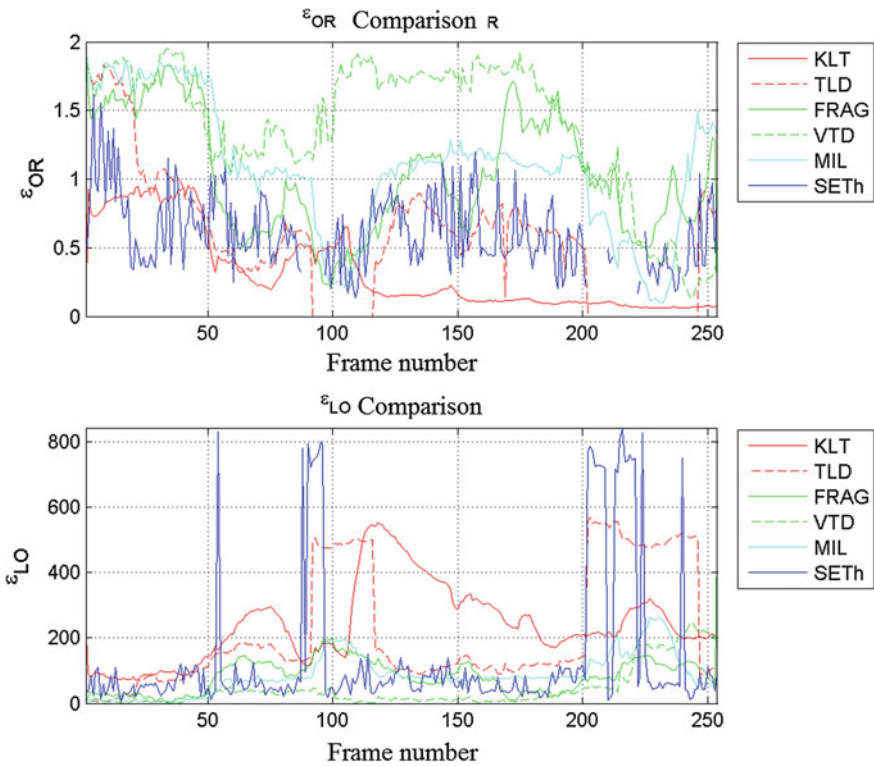 εOR Comparison R
2
1.5
1
0.5
0
εOR
50
100
150
200
250
Frame number
KLT
TLD
FRAG
VTD
MIL
SETh
εLO Comparison
800
600
400
200
0
εLO
50
100
150
200
250
Frame number
KLT
TLD
FRAG
VTD
MIL
SETh